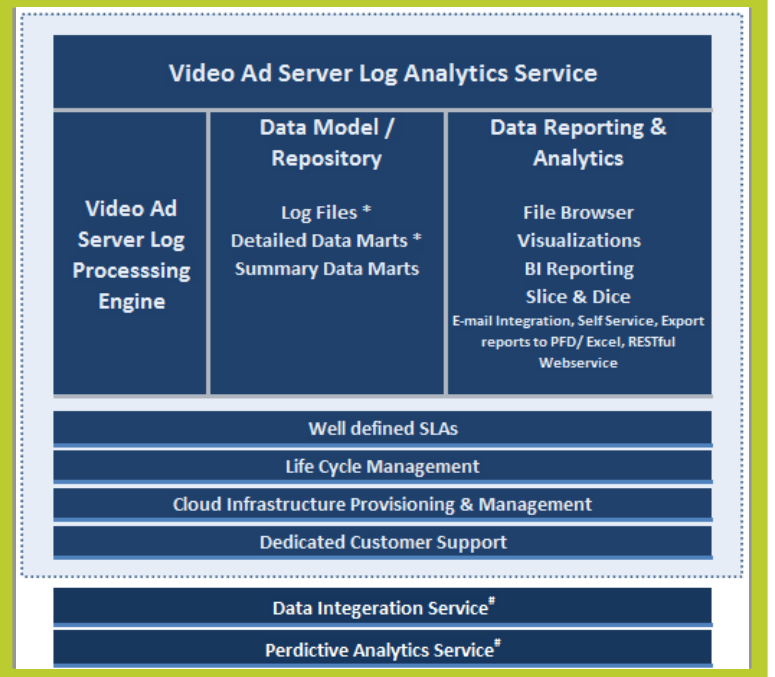 Video Ad Server Log Analytics Service
Video Ad
Server Log
Processsing
Engine
Data Model /
Repository
Log Files *
Detailed Data Marts *
Summary Data Marts
Data Reporting &
Analytics
File Browser
Visualizations
BI Reporting
Slice & Dice
E-mail Integration, Self Service, Export
reports to PFD/ Excel, RESTful
Webservice
Well defined SLAs
Life Cycle Management
Cloud Infrastructure Provisioning & Management
Dedicated Customer Support
Data Integeration Service#
Perdictive Analytics Service#